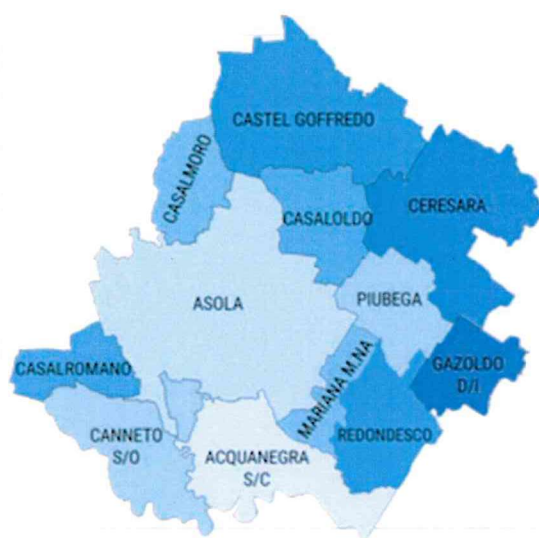 CASTEL GOFFREDO
CASALMORO
CASALOLDO
CERESARA
ASOLA
PIUBEGA
CASALROMANO
MARIANA M.NA
GAZOLDO
D/I
CANNETO
S/O
ACQUANEGRA
S/C
REDONDESCO